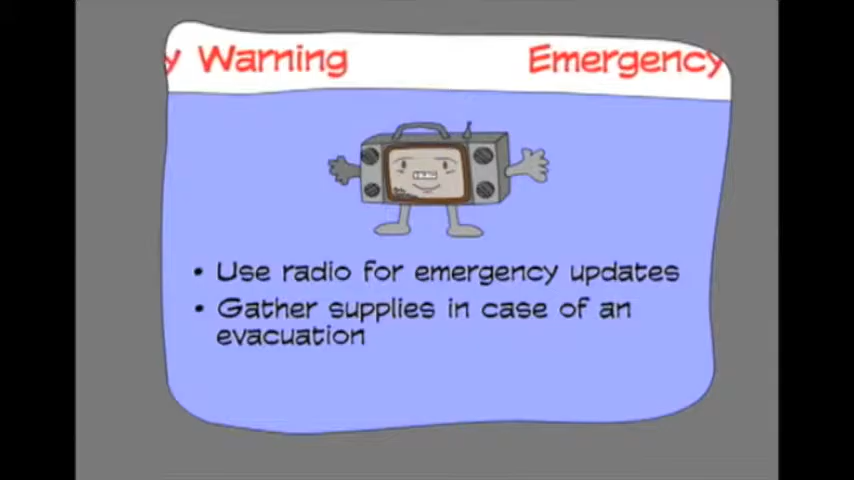 y Warning Emergency
• Use radio for emergency updates
• Gather supplies in case of an
evacuation